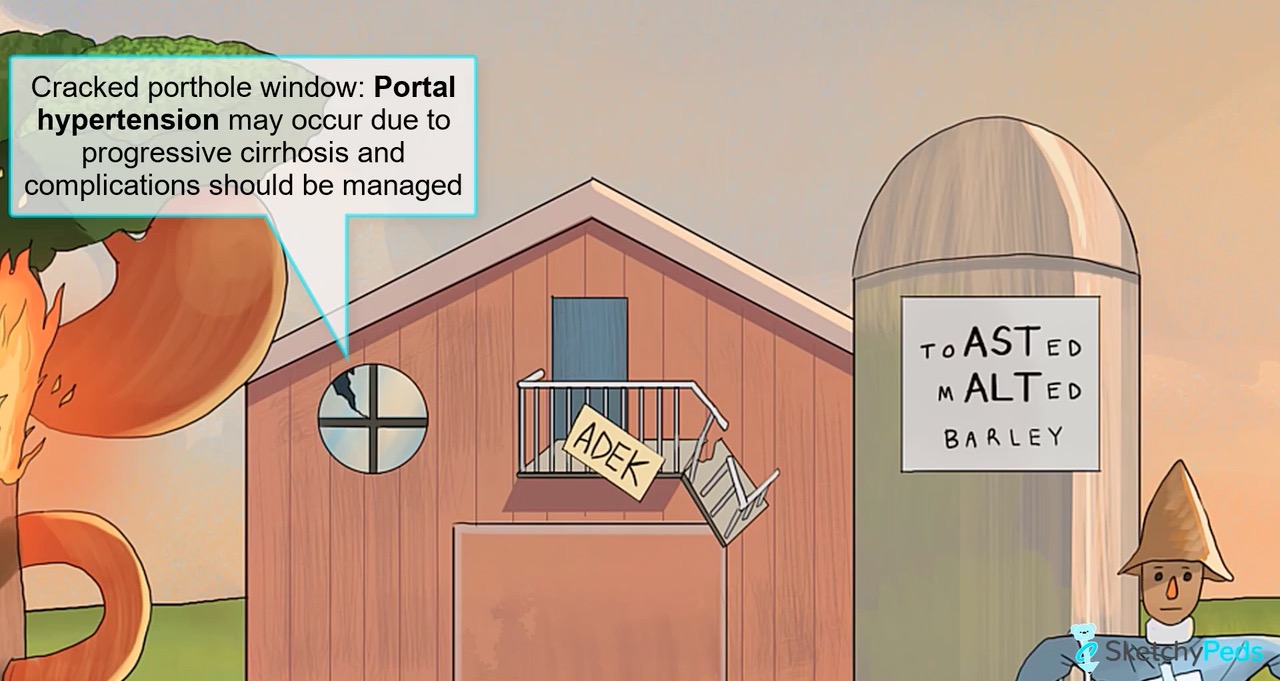 Cracked porthole window: Portal
hypertension may occur due to
progressive cirrhosis and
complications should be managed
ADEK
ToASTED
mALTED
BARLEY
SketchyPeds